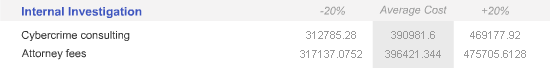 Internal Investigation -20% Average Cost +20%
Cybercrime consulting 312785.28 390981.6 469177.92
Attorney fees 317137.0752 396421.344 475705.6128